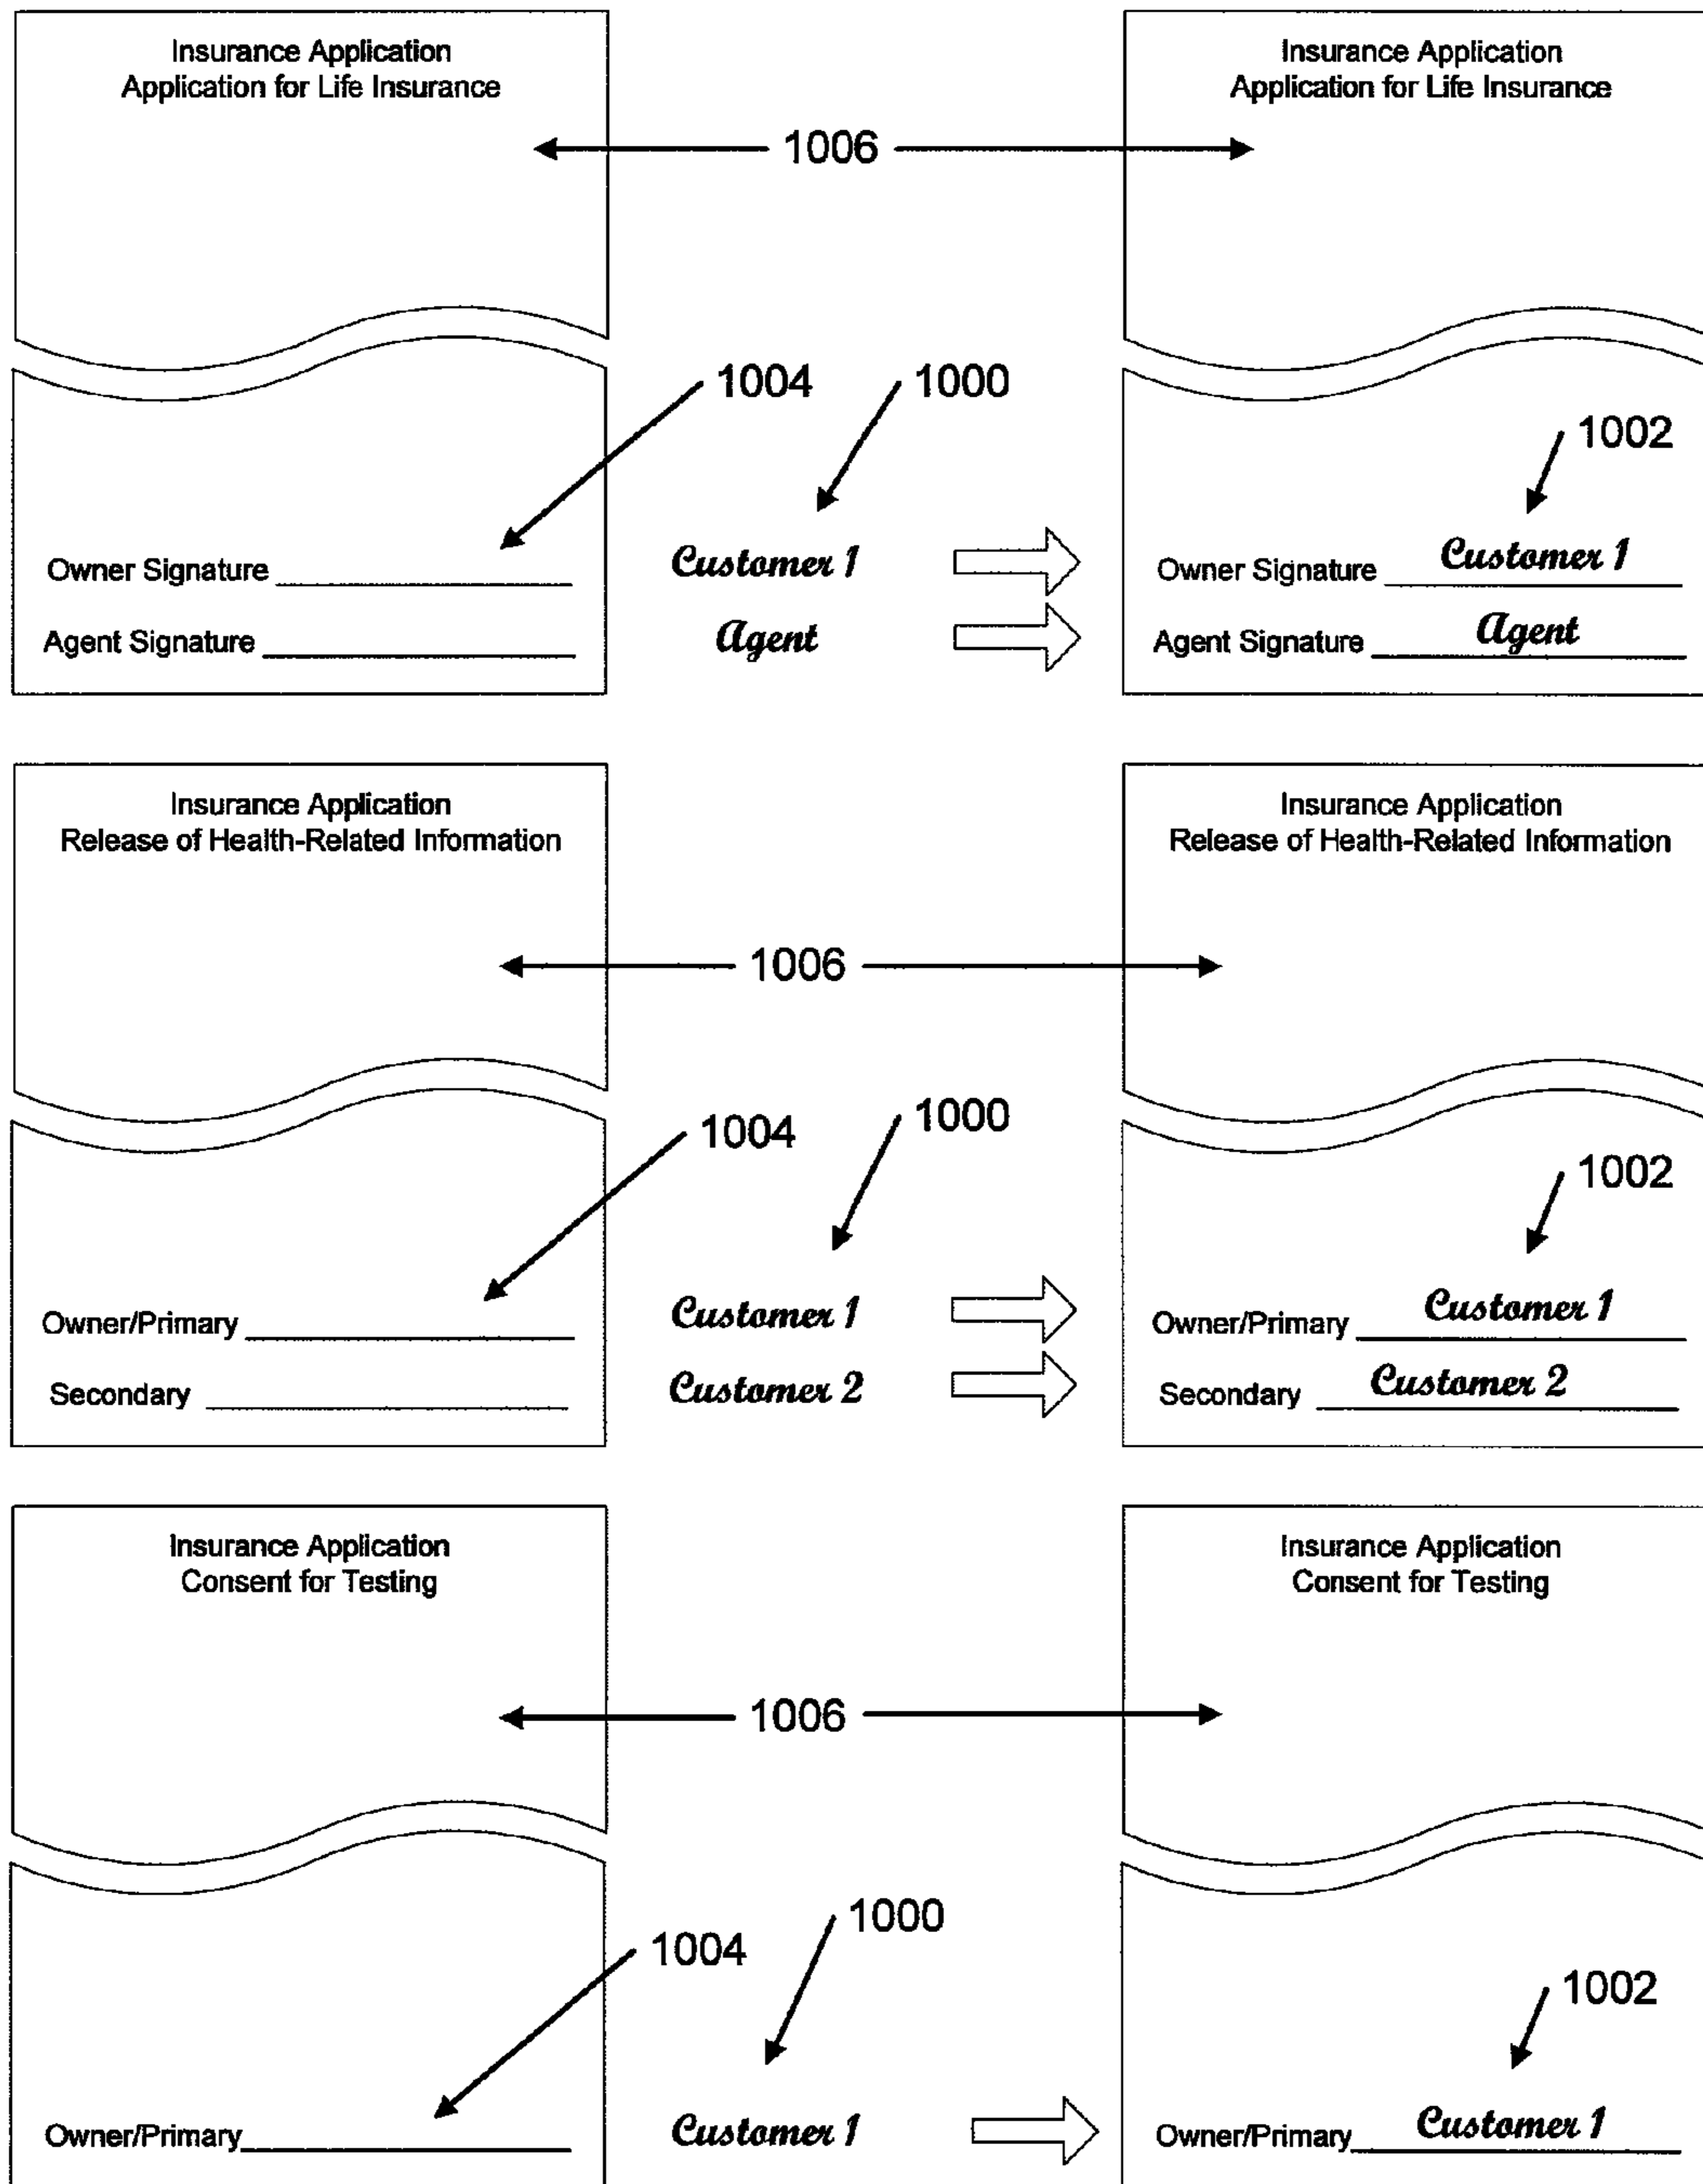 Insurance Application
Application for Life Insurance
Insurance Application
Application for Life Insurance
1006
1004
1000
1002
Owner Signature
Customer 1
Owner Signature Customer 1
Agent Signature
Agent
Agent Signature Agent
Insurance Application
Release of Health-Related Information
Insurance Application
Release of Health-Related Information
1006
1004
1000
1002
Owner/Primary
Customer 1
Owner/Primary Customer 1
Secondary
Customer 2
Secondary Customer 2
Insurance Application
Consent for Testing
Insurance Application
Consent for Testing
1006
1004
1000
1002
Owner/Primary
Customer 1
Owner/Primary Customer 1